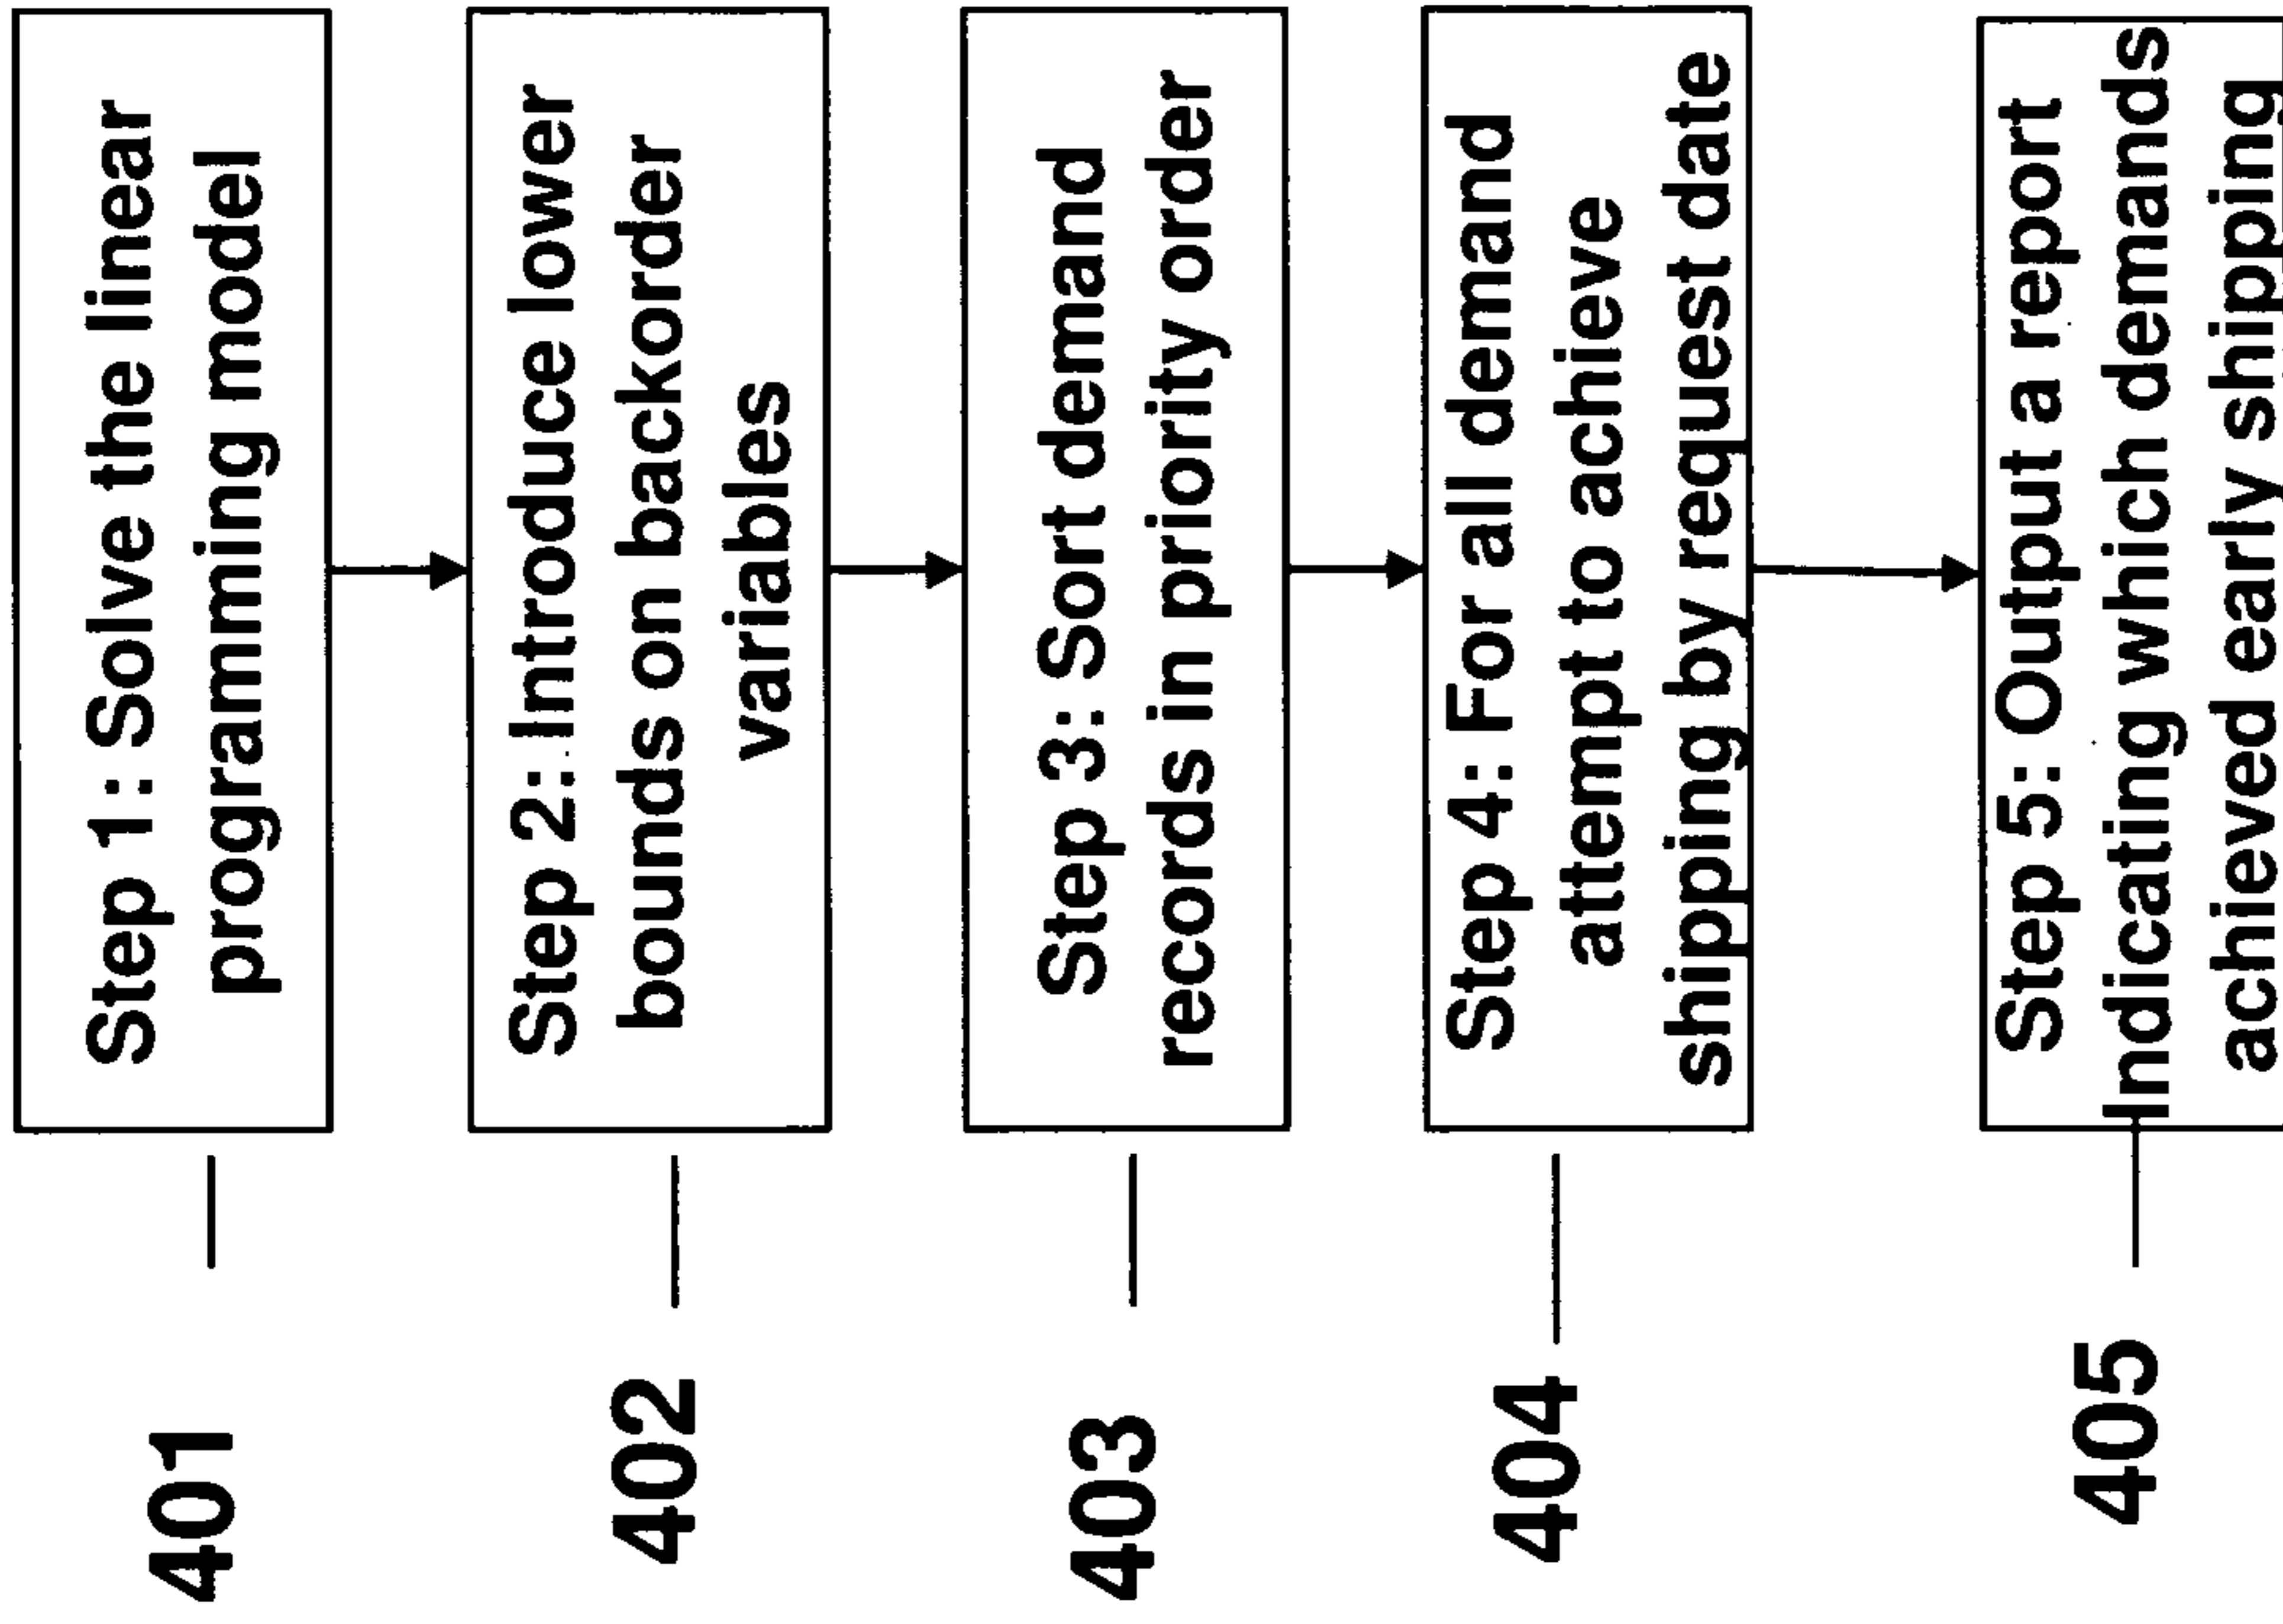 401
Step 1: Solve the linear
programming model
402
Step 2: Introduce lower
bounds on backorder
variables
403
Step 3: Sort demand
records in priority order
404
Step 4: For all demand
attempt to achieve
shipping by request date
405
Step 5: Output a report
Indicating which demands
achieved early shipping